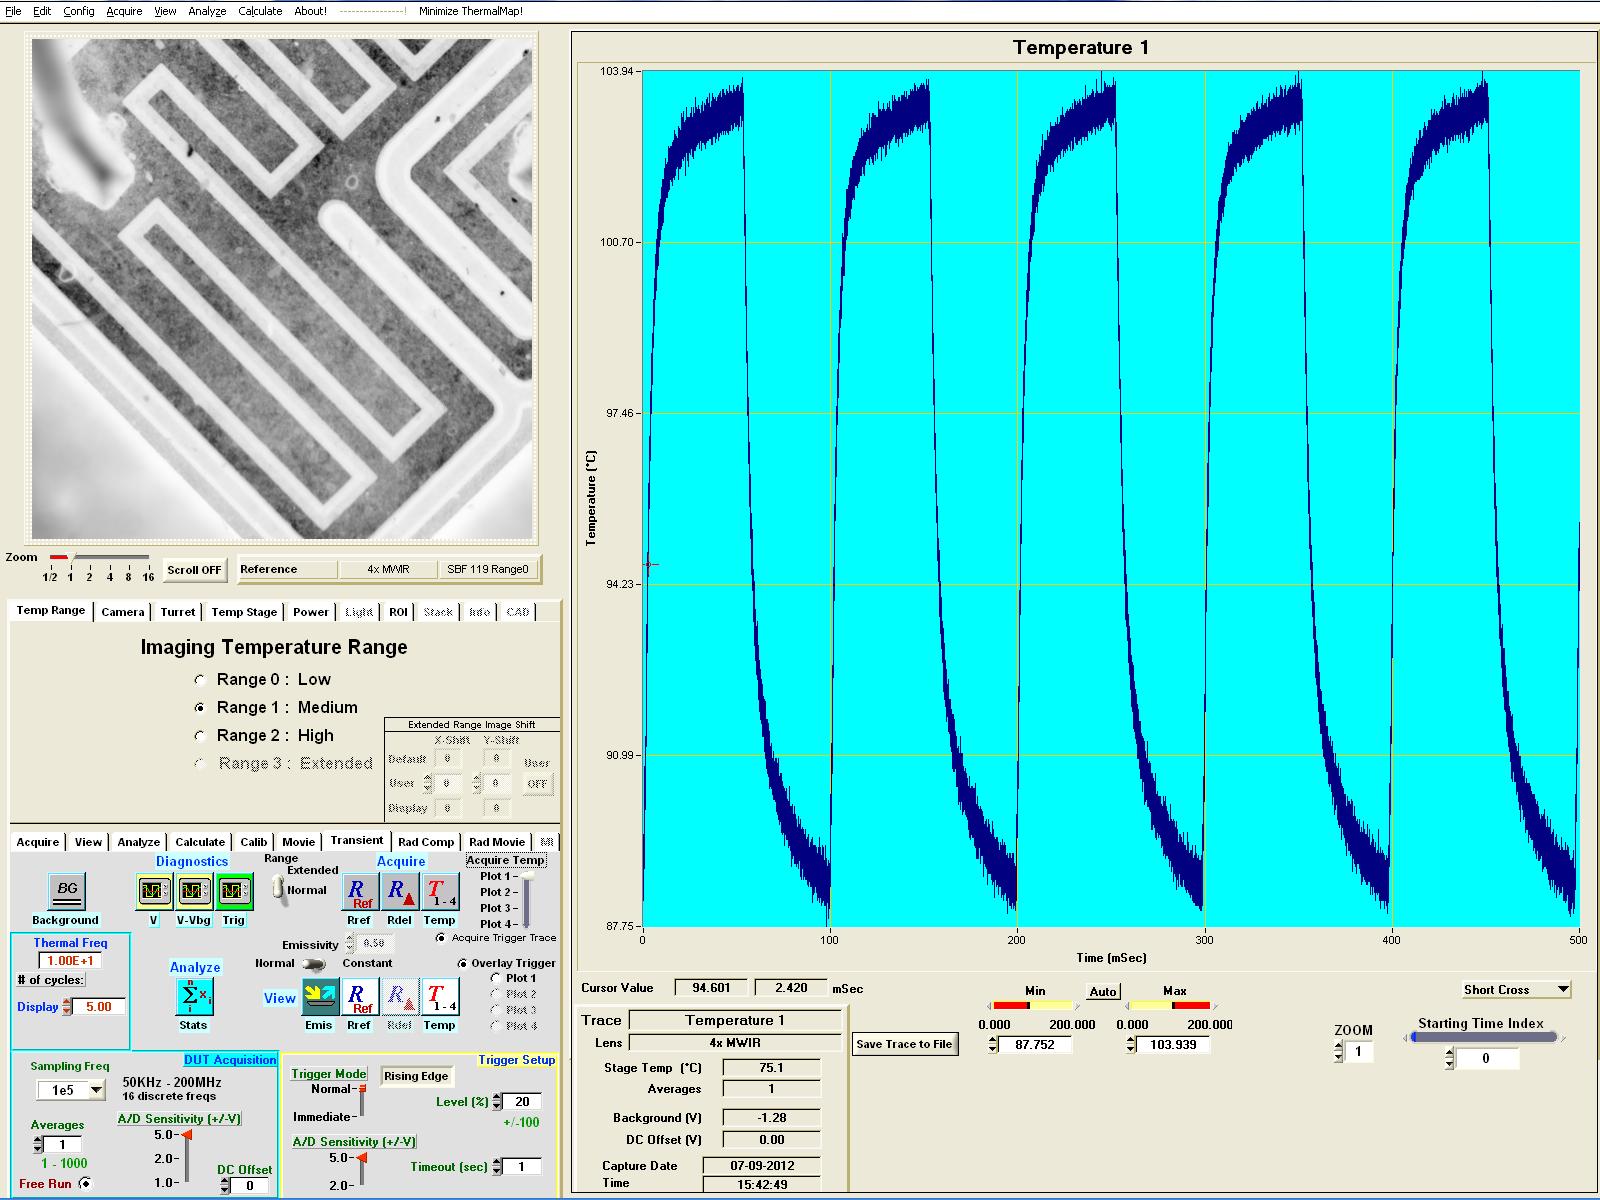 File Edit Config Acquire View Analyze Calculate About! Minimize ThermalMap!
Temperature 1
103.94
100.70
97.46
94.23
90.99
87.75
Temperature (°C)
0 100 200 300 400 500
Time (mSec)
Zoom
1/2 1 2 4 8 16
Scroll OFF
Reference 4x MWIR SBF 119 Range0
Temp Range Camera Turret Temp Stage Power Light ROI Stack Info CAD
Imaging Temperature Range
Range 0 : Low
Range 1 : Medium
Range 2 : High
Range 3 : Extended
Extended Range Image Shift
X-Shift Y-Shift
Default 0 0 User
User 0 0 OFF
Display 0 0
Acquire View Analyze Calculate Calib Movie Transient Rad Comp Rad Movie
Diagnostics
Range
Extended
Normal
Acquire
Acquire Temp
Plot 1
Plot 2
Plot 3
Plot 4
BG
Background
V V-Vbg Trig
R Ref R T 1-4
Rref Rdel Temp
Acquire Trigger Trace
Emissivity 0.50
Thermal Freq
1.00E+1
# of cycles:
Display 5.00
Analyze
Σ xi n i
Stats
Normal Constant
Overlay Trigger
Plot 1
Plot 2
Plot 3
Plot 4
View
R Ref R T 1-4
Emis Rref Rdel Temp
DUT Acquisition
Sampling Freq
1e5
50KHz - 200MHz
16 discrete freqs
Averages
1
1 - 1000
Free Run
A/D Sensitivity (+/-V)
5.0-
2.0-
1.0-
DC Offset
0
Trigger Setup
Trigger Mode
Normal-
Immediate-
Rising Edge
Level (%) 20
+/-100
A/D Sensitivity (+/-V)
5.0-
2.0-
Timeout (sec) 1
Cursor Value 94.601 2.420 mSec
Trace Temperature 1
Lens 4x MWIR
Stage Temp (°C) 75.1
Averages 1
Background (V) -1.28
DC Offset (V) 0.00
Capture Date 07-09-2012
Time 15:42:49
Save Trace to File
Min Auto Max
0.000 200.000 0.000 200.000
87.752 103.939
Short Cross
ZOOM
1
Starting Time Index
0